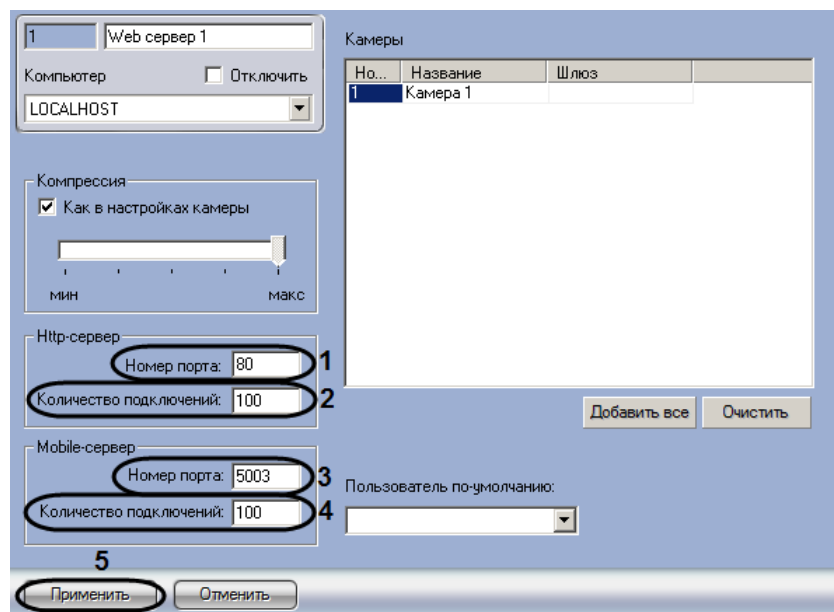 1
Web сервер 1
Компьютер
Отключить
LOCALHOST
Компрессия
Как в настройках камеры
мин
макс
Http-сервер
Номер порта: 80
1
Количество подключений: 100
2
Mobile-сервер
Номер порта: 5003
3
Количество подключений: 100
4
Камеры
Но... Название Шлюз
1 Камера 1
Добавить все
Очистить
Пользователь по-умолчанию:
5
Применить
Отменить